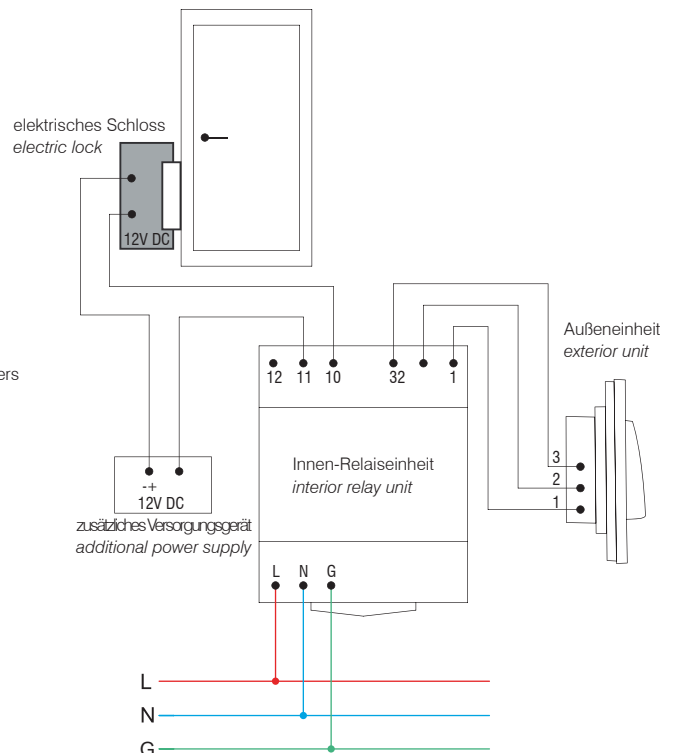 elektrisches Schloss
electric lock
12V DC
Außeneinheit
exterior unit
ers
12 11 10 32 1
3
2
1
Innen-Relaiseinheit
interior relay unit
-+
12V DC
zusätzliches Versorgungsgerät
additional power supply
L N G
L
N
G